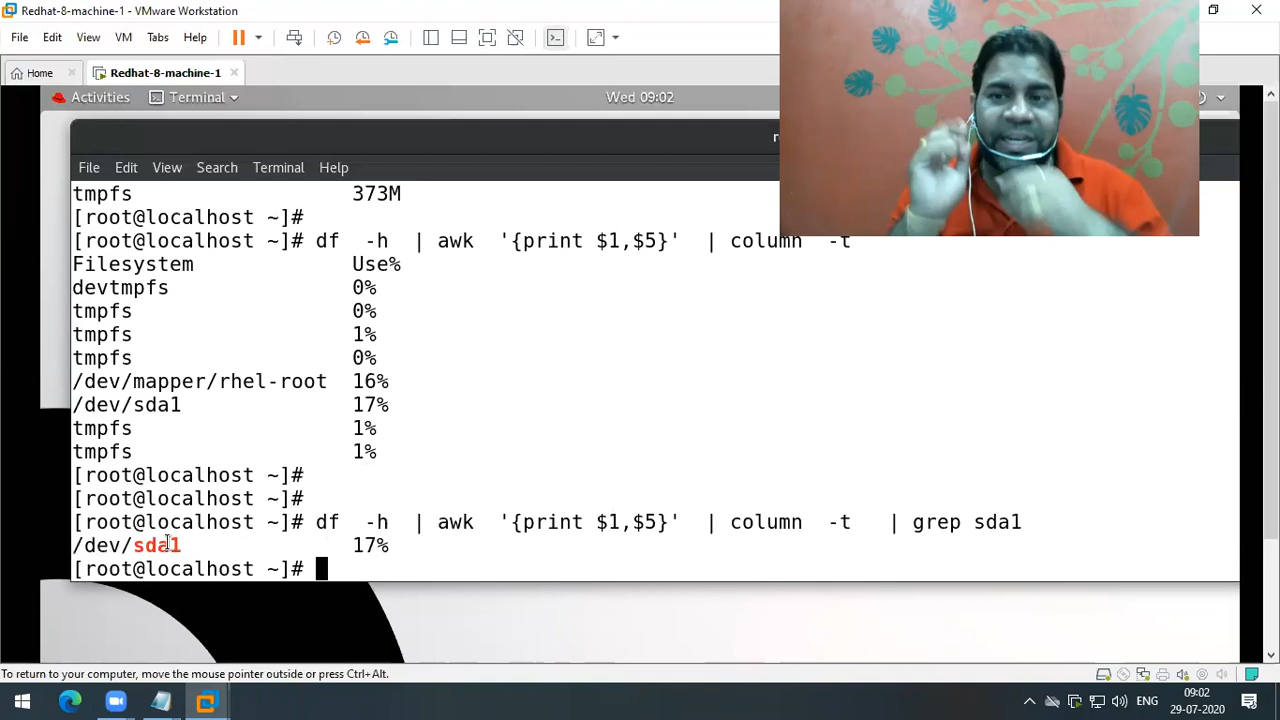 Redhat-8-machine-1 - VMware Workstation
File Edit View VM Tabs Help
Home Redhat-8-machine-1
Activities Terminal Wed 09:02
File Edit View Search Terminal Help
tmpfs 373M
[root@localhost ~]#
[root@localhost ~]# df -h | awk '{print $1,$5}' | column -t
Filesystem Use%
devtmpfs 0%
tmpfs 0%
tmpfs 1%
tmpfs 0%
/dev/mapper/rhel-root 16%
/dev/sda1 17%
tmpfs 1%
tmpfs 1%
[root@localhost ~]#
[root@localhost ~]#
[root@localhost ~]# df -h | awk '{print $1,$5}' | column -t | grep sda1
/dev/sda1 17%
[root@localhost ~]#
To return to your computer, move the mouse pointer outside or press Ctrl+Alt.
ENG 09:02
29-07-2020